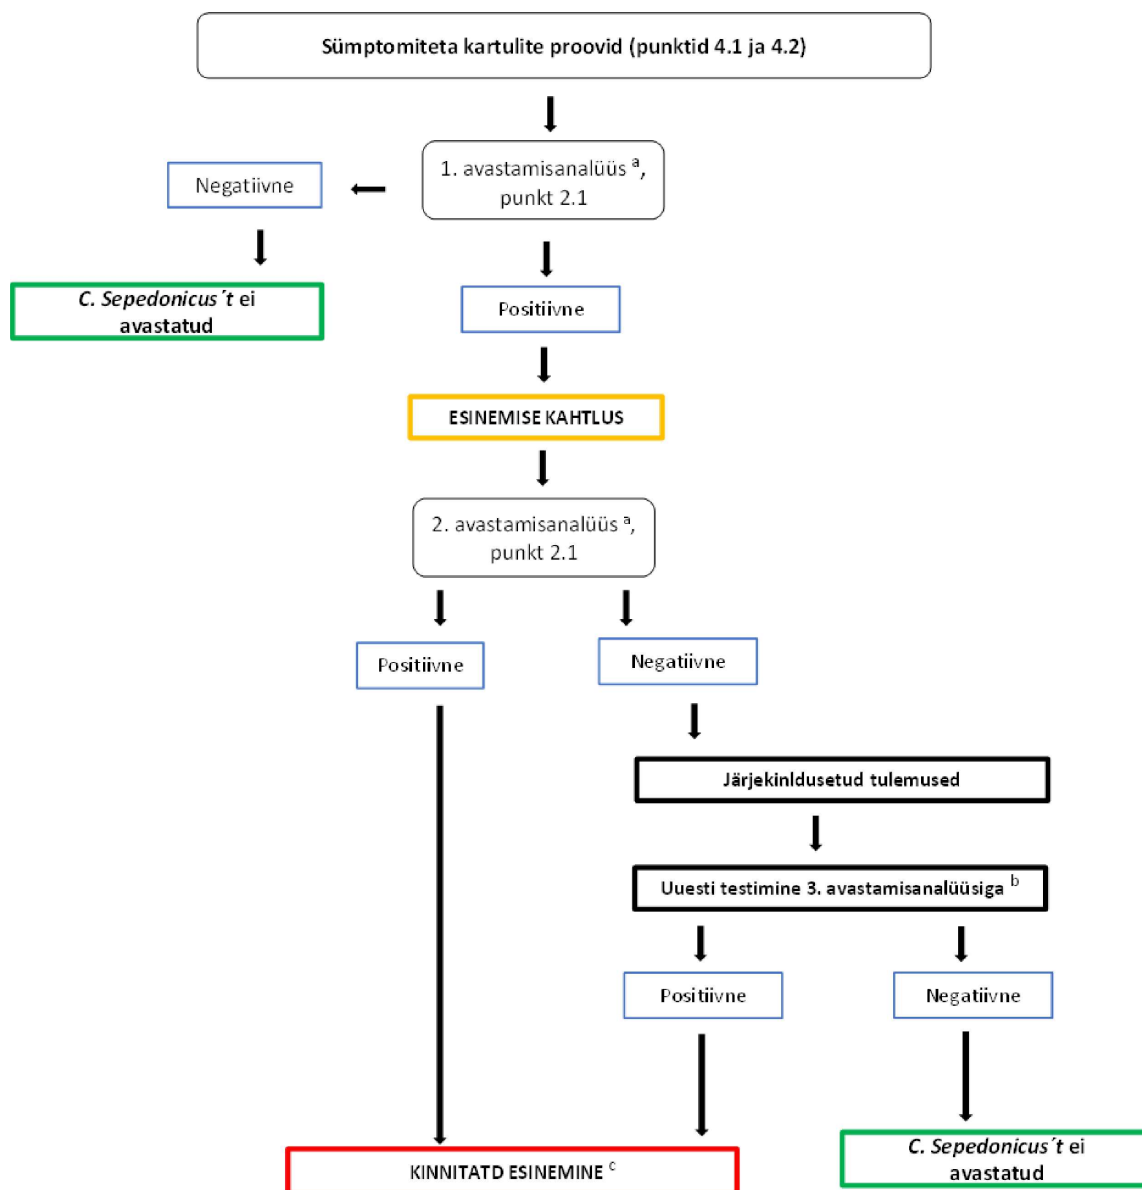 Sümptomiteta kartulite proovid (punktid 4.1 ja 4.2)
1. avastamisanalüüs a,
punkt 2.1
Negatiivne
C. Sepedonicus´t ei
avastatud
Positiivne
ESINEMISE KAHTLUS
2. avastamisanalüüs a,
punkt 2.1
Positiivne
Negatiivne
Järjekinldusetud tulemused
Uuesti testimine 3. avastamisanalüüsiga b
Positiivne
Negatiivne
KINNITATD ESINEMINE c
C. Sepedonicus´t ei
avastatud